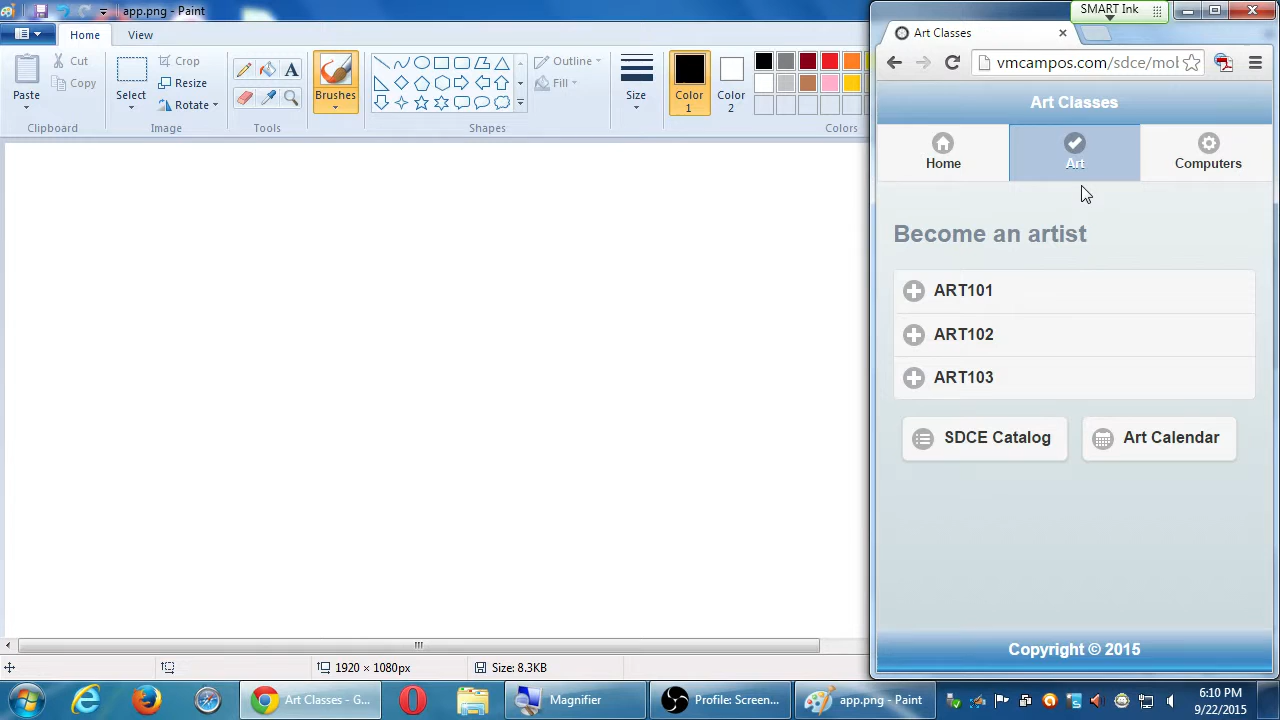 app.png - Paint
Home View
Paste
Cut
Copy
Clipboard
Select
Crop
Resize
Rotate
Image
Tools
Brushes
Shapes
Outline
Fill
Size
Color 1
Color 2
Colors
1920 × 1080px
Size: 8.3KB
SMART Ink
Art Classes
vmcampos.com/sdce/mol
Art Classes
Home Art Computers
Become an artist
ART101
ART102
ART103
SDCE Catalog Art Calendar
Copyright © 2015
Art Classes - G...
Magnifier
Profile: Screen...
app.png - Paint
6:10 PM
9/22/2015